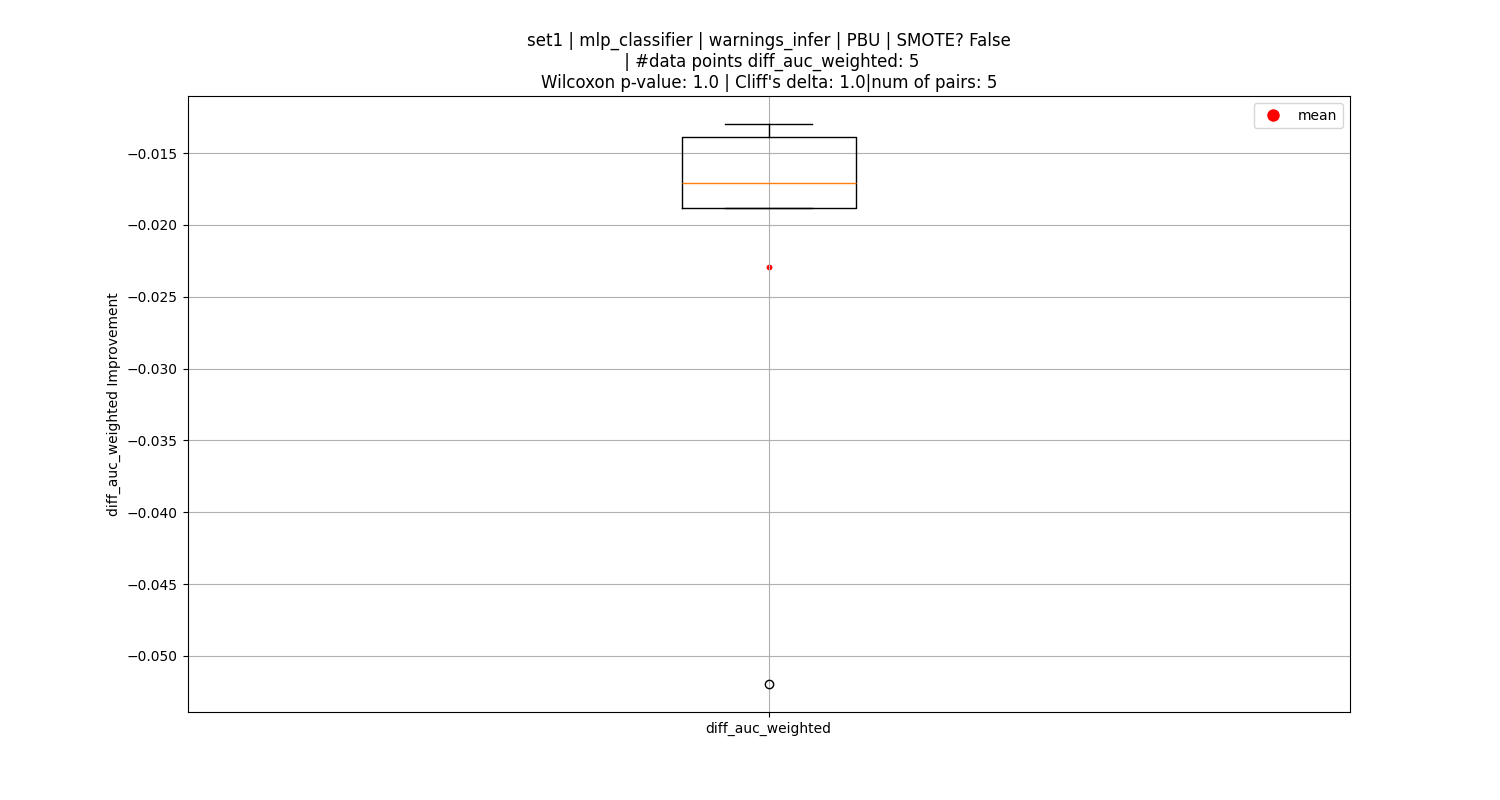 set1 | mlp_classifier | warnings_infer | PBU | SMOTE? False
| #data points diff_auc_weighted: 5
Wilcoxon p-value: 1.0 | Cliff's delta: 1.0|num of pairs: 5
mean
−0.015
−0.020
−0.025
−0.030
−0.035
−0.040
−0.045
−0.050
diff_auc_weighted Improvement
diff_auc_weighted